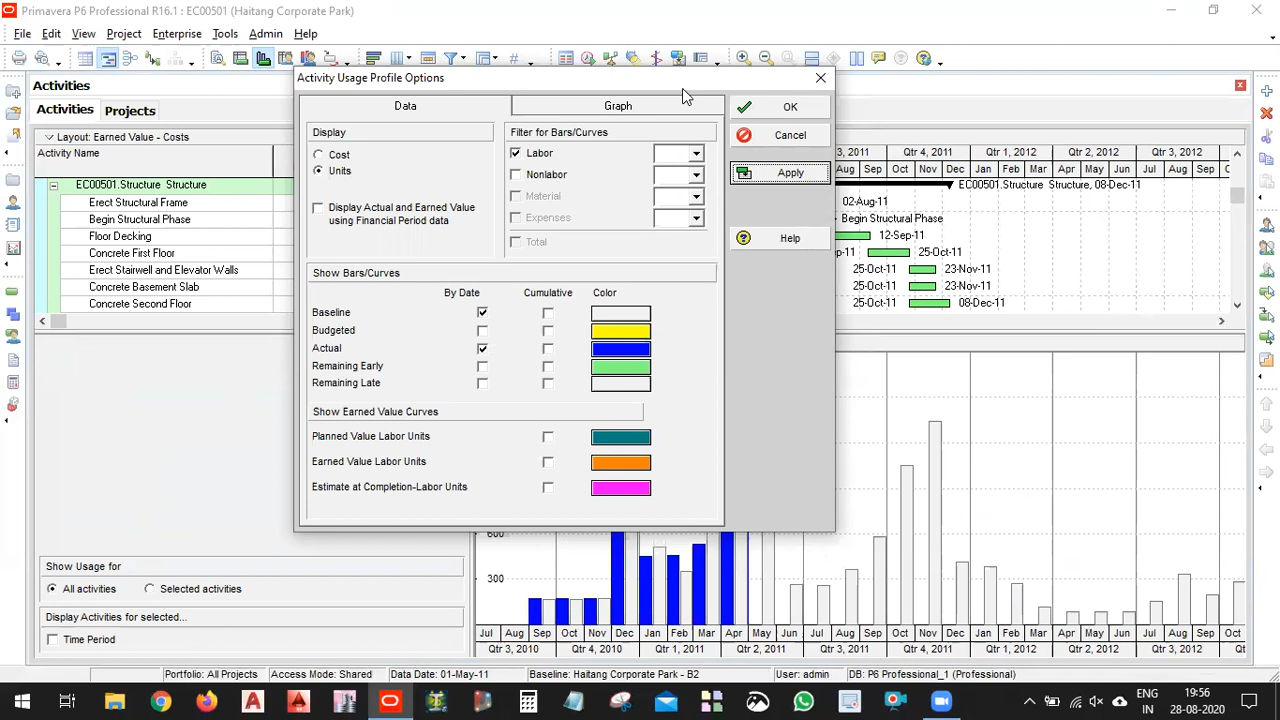 Primavera P6 Professional R16.1 : EC00501 (Haitang Corporate Park)
File Edit View Project Enterprise Tools Admin Help
Activities
Activities Projects
Layout: Earned Value - Costs
Activity Name
EC00501.Structure Structure
Erect Structural Frame
Begin Structural Phase
Floor Decking
Concrete First Floor
Erect Stairwell and Elevator Walls
Concrete Basement Slab
Concrete Second Floor
Activity Usage Profile Options
Data Graph
Display
Cost
Units
Display Actual and Earned Value
using Financial Period data
Filter for Bars/Curves
Labor
Nonlabor
Material
Expenses
Total
OK
Cancel
Apply
Help
Show Bars/Curves
By Date Cumulative Color
Baseline
Budgeted
Actual
Remaining Early
Remaining Late
Show Earned Value Curves
Planned Value Labor Units
Earned Value Labor Units
Estimate at Completion-Labor Units
3, 2011 Qtr 4, 2011 Qtr 1, 2012 Qtr 2, 2012
Aug Sep Oct Nov Dec Jan Feb Mar Apr May Jun
EC00501.Structure Structure, 08-Dec-11
02-Aug-11
Begin Structural Phase
12-Sep-11
25-Oct-11
25-Oct-11 23-Nov-11
25-Oct-11 23-Nov-11
25-Oct-11 08-Dec-11
600
300
Jul Aug Sep Oct Nov Dec Jan Feb Mar Apr May Jun Jul Aug Sep Oct Nov Dec Jan Feb Mar Apr May Jun Jul Aug Sep Oct
Qtr 3, 2010 Qtr 4, 2010 Qtr 1, 2011 Qtr 2, 2011 Qtr 3, 2011 Qtr 4, 2011 Qtr 1, 2012 Qtr 2, 2012 Qtr 3, 2012
Show Usage for
All activities Selected activities
Display Activities for selected...
Time Period
Portfolio: All Projects Access Mode: Shared Data Date: 01-May-11 Baseline: Haitang Corporate Park - B2 User: admin DB: P6 Professional_1 (Professional)
ENG
IN
19:56
28-08-2020